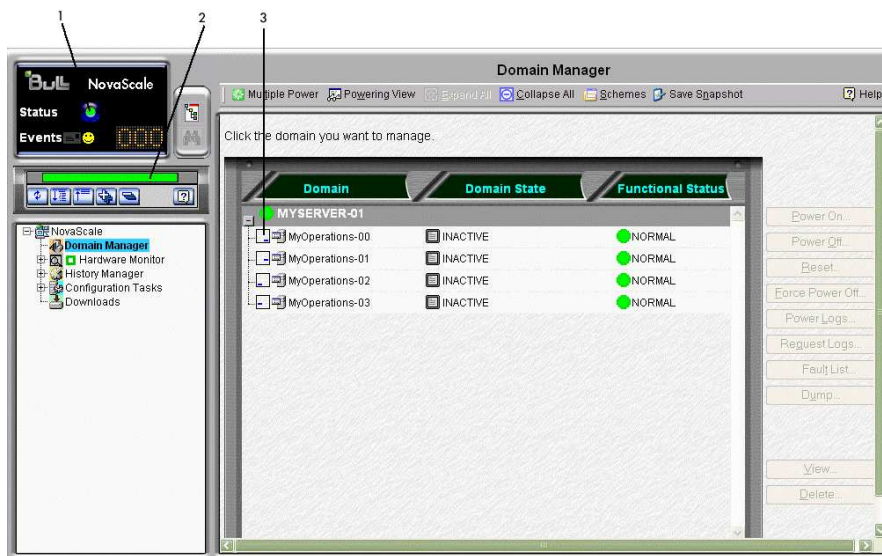 1 2 3
Bull NovaScale
Status
Events
Domain Manager
Multiple Power Powering View Expand All Collapse All Schemes Save Snapshot Help
Click the domain you want to manage.
Domain Domain State Functional Status
MYSERVER-01
MyOperations-00 INACTIVE NORMAL
MyOperations-01 INACTIVE NORMAL
MyOperations-02 INACTIVE NORMAL
MyOperations-03 INACTIVE NORMAL
NovaScale
Domain Manager
Hardware Monitor
History Manager
Configuration Tasks
Downloads
Power On...
Power Off...
Reset...
Force Power Off...
Power Logs...
Request Logs...
Fault List...
Dump...
View...
Delete...